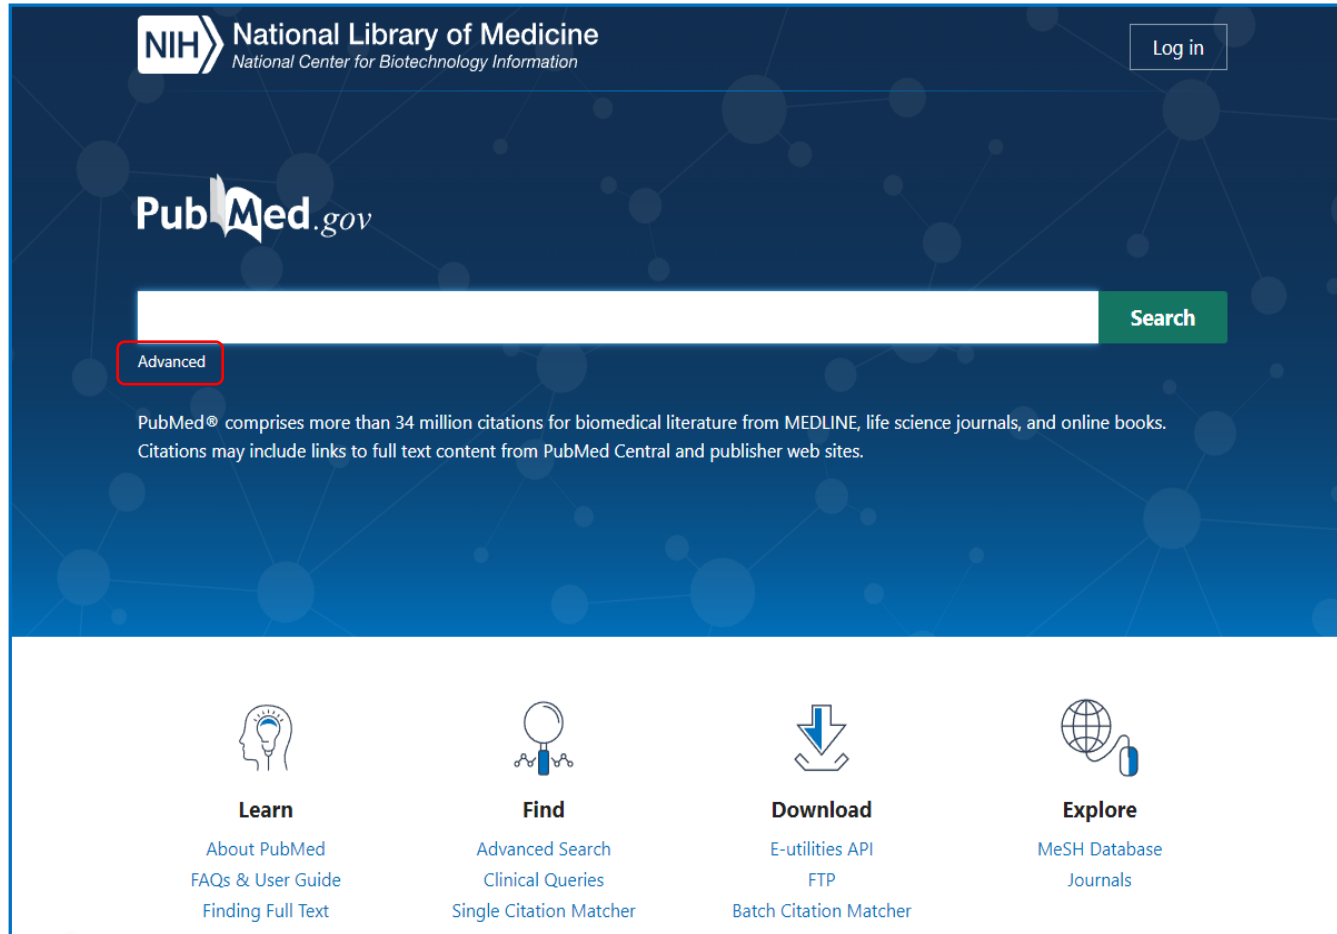 NIH National Library of Medicine
National Center for Biotechnology Information
Log in
PubMed.gov
Search
Advanced
PubMed® comprises more than 34 million citations for biomedical literature from MEDLINE, life science journals, and online books.
Citations may include links to full text content from PubMed Central and publisher web sites.
Learn
About PubMed
FAQs & User Guide
Finding Full Text
Find
Advanced Search
Clinical Queries
Single Citation Matcher
Download
E-utilities API
FTP
Batch Citation Matcher
Explore
MeSH Database
Journals